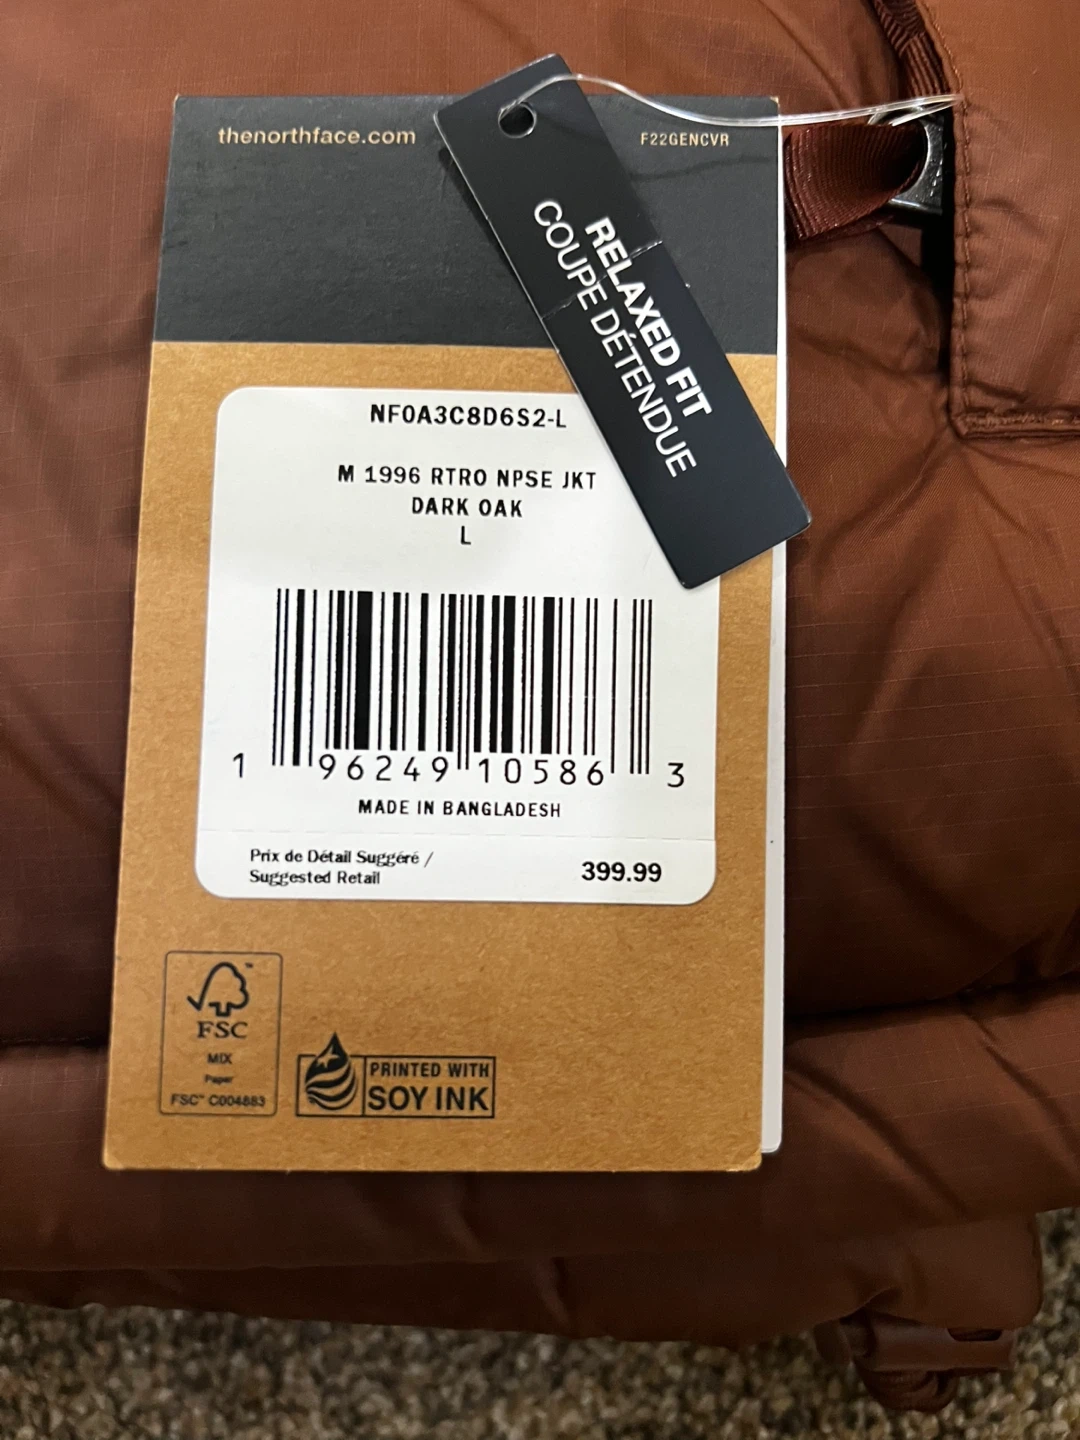 thenorthface.com
F22GENCVR
RELAXED FIT
COUPE DÉTENDUE
NF0A3C8D6S2-L
M 1996 RTRO NPSE JKT
DARK OAK
L
1 96249 10586 3
MADE IN BANGLADESH
Prix de Détail Suggéré /
Suggested Retail
399.99
FSC
MIX
Paper
FSC™ C004883
PRINTED WITH
SOY INK